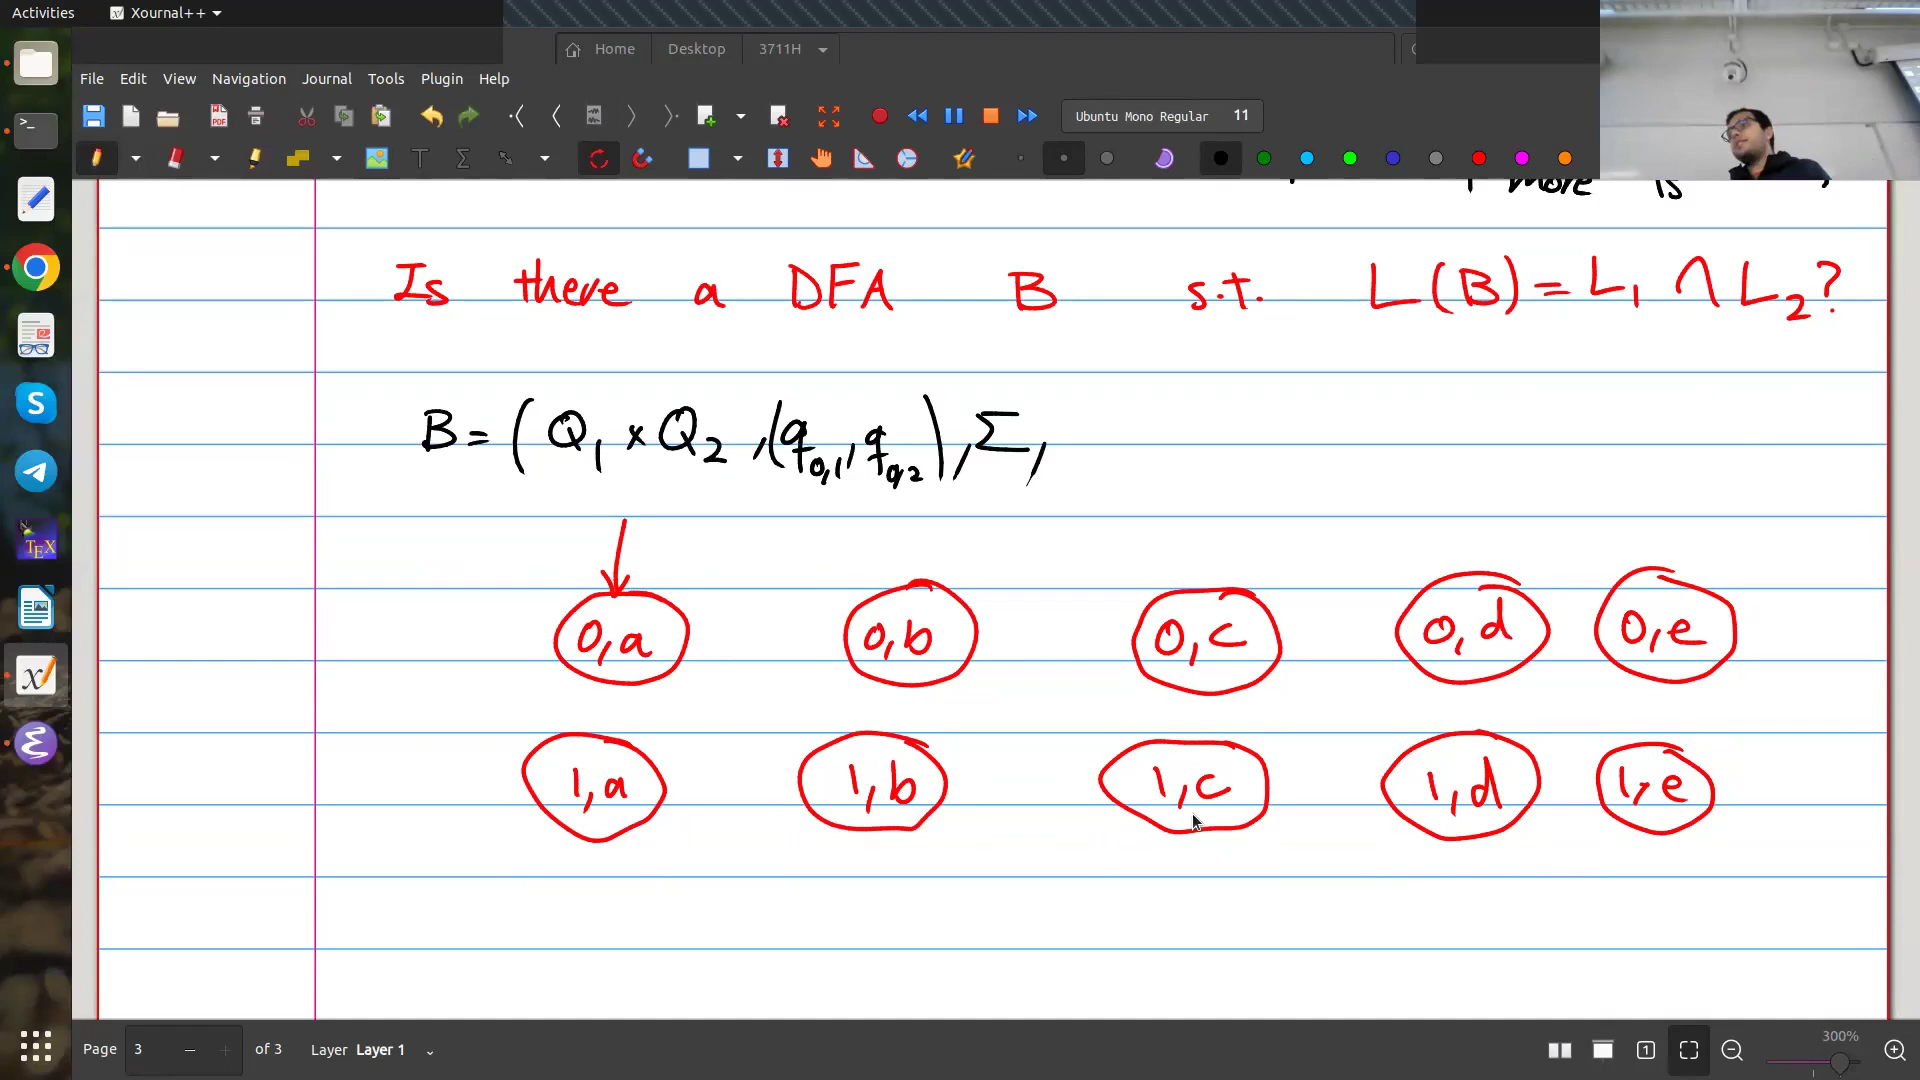 Activities Xournal++
Home Desktop 3711H
File Edit View Navigation Journal Tools Plugin Help
Ubuntu Mono Regular 11
more is
Is there a DFA B s.t. L(B) = L₁ ∩ L₂?
B = (Q₁ × Q₂, (q₀,₁, q₀,₂), Σ,
0,a 0,b 0,c 0,d 0,e
1,a 1,b 1,c 1,d 1,e
Page 3 of 3 Layer Layer 1 300%